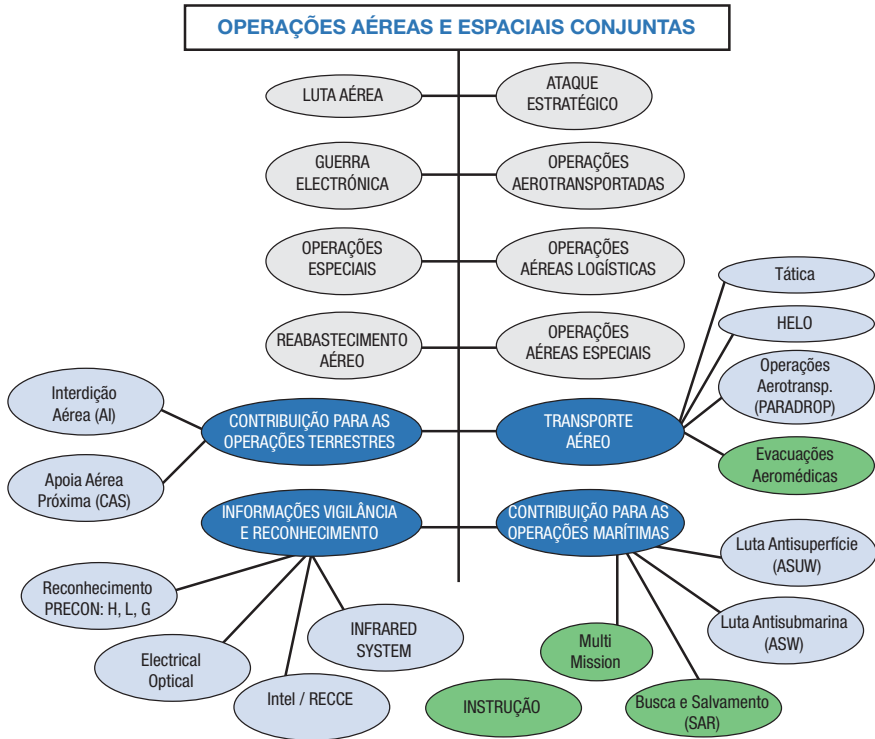 OPERAÇÕES AÉREAS E ESPACIAIS CONJUNTAS
LUTA AÉREA
ATAQUE
ESTRATÉGICO
GUERRA
ELECTRÓNICA
OPERAÇÕES
AEROTRANSPORTADAS
OPERAÇÕES
ESPECIAIS
OPERAÇÕES
AÉREAS LOGÍSTICAS
REABASTECIMENTO
AÉREO
OPERAÇÕES
AÉREAS ESPECIAIS
Tática
HELO
Operações
Aerotransp.
(PARADROP)
Evacuações
Aeromédicas
Interdição
Aérea (AI)
Apoia Aérea
Próxima (CAS)
CONTRIBUIÇÃO PARA AS
OPERAÇÕES TERRESTRES
TRANSPORTE
AÉREO
INFORMAÇÕES VIGILÂNCIA
E RECONHECIMENTO
CONTRIBUIÇÃO PARA AS
OPERAÇÕES MARÍTIMAS
Luta Antisuperfície
(ASUW)
Luta Antisubmarina
(ASW)
Reconhecimento
PRECON: H, L, G
Electrical
Optical
Intel / RECCE
INFRARED
SYSTEM
INSTRUÇÃO
Multi
Mission
Busca e Salvamento
(SAR)